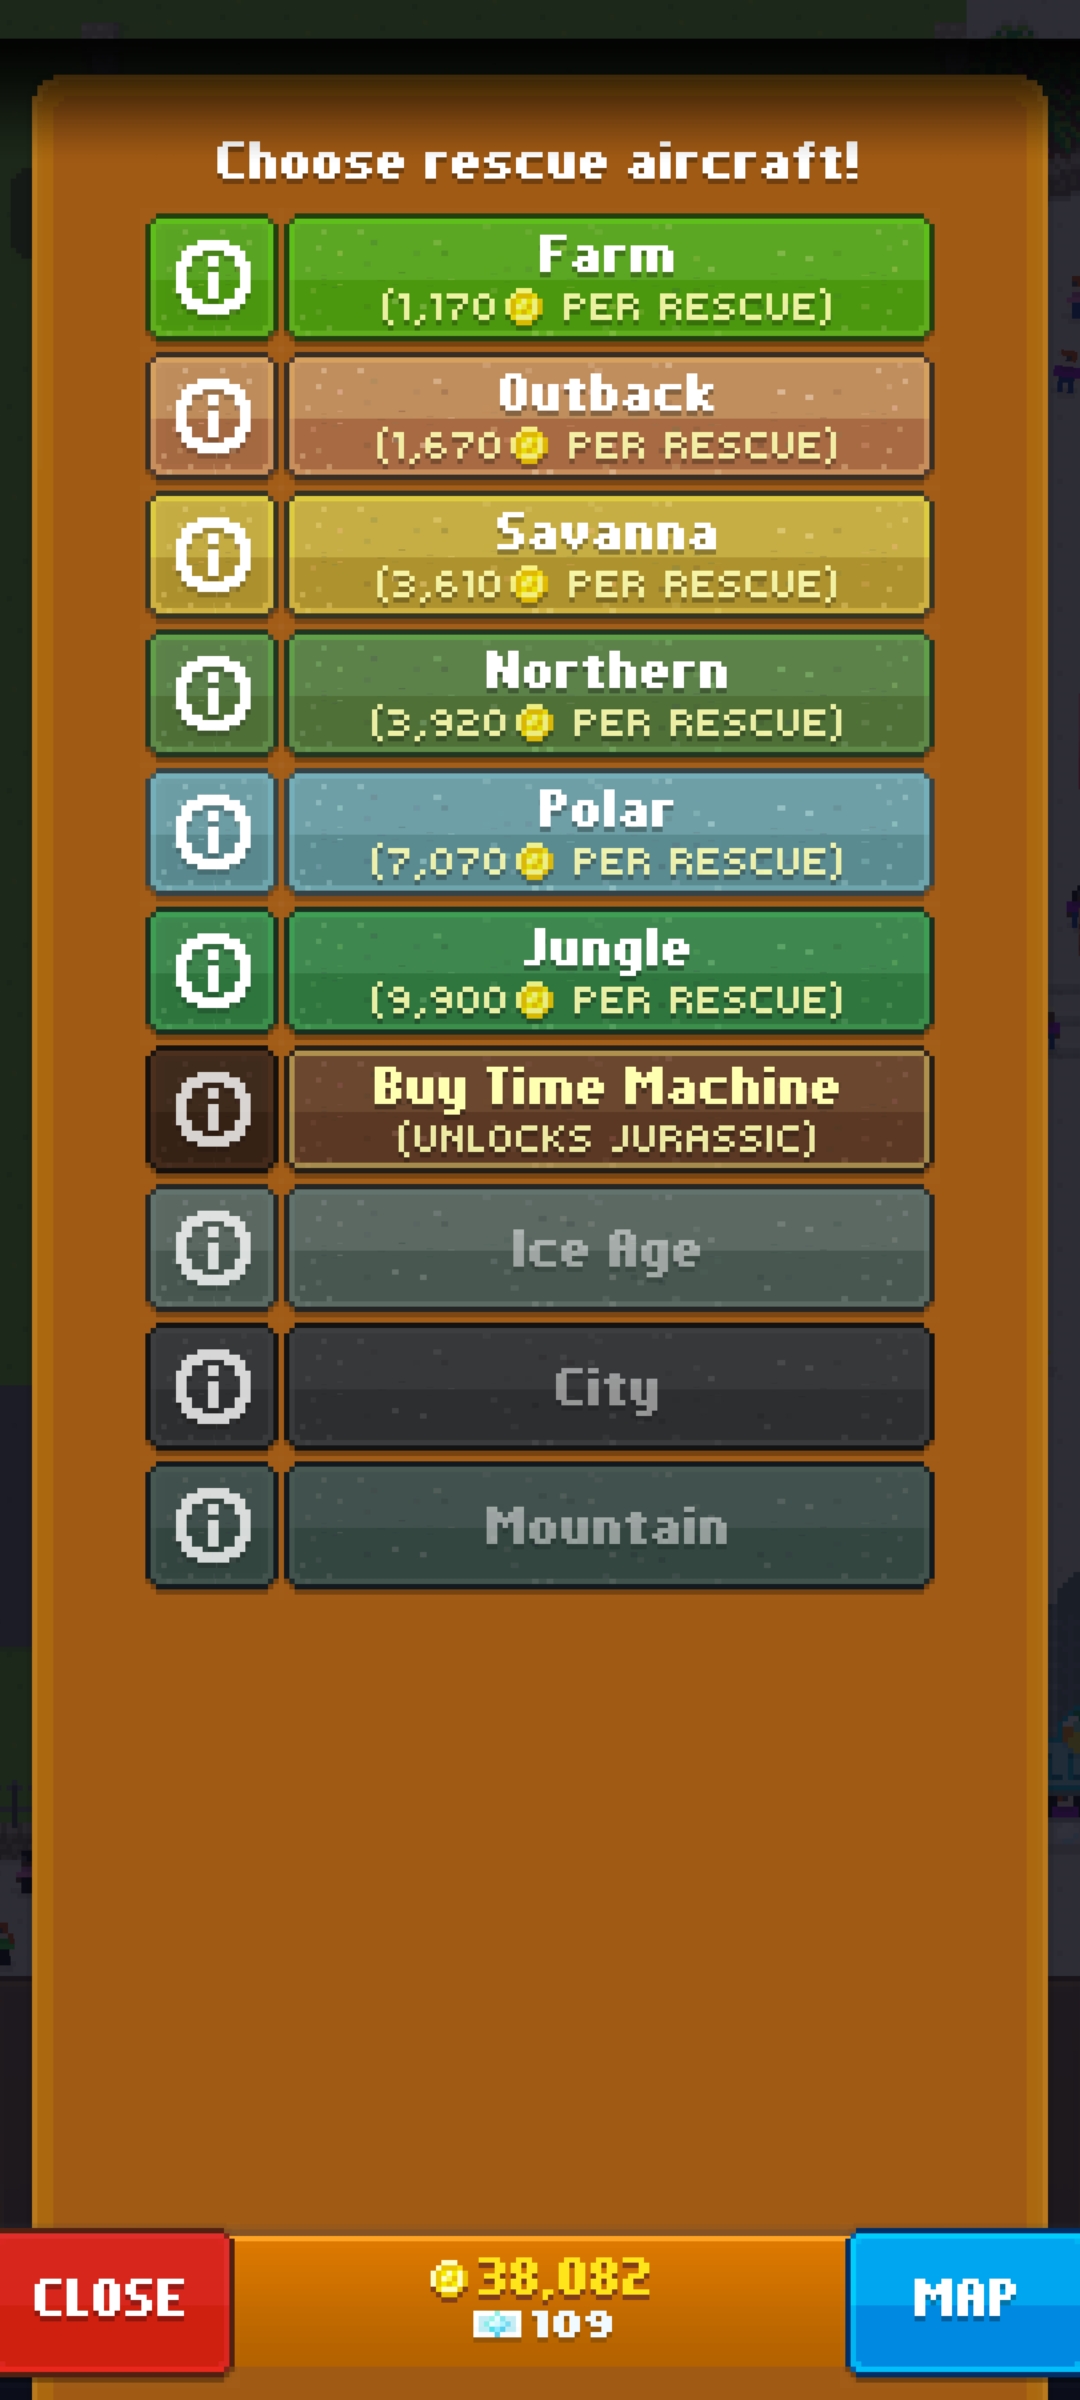 Choose rescue aircraft!
Farm
(1,170 PER RESCUE)
Outback
(1,670 PER RESCUE)
Savanna
(3,610 PER RESCUE)
Northern
(3,920 PER RESCUE)
Polar
(7,070 PER RESCUE)
Jungle
(9,900 PER RESCUE)
Buy Time Machine
(UNLOCKS JURASSIC)
Ice Age
City
Mountain
CLOSE
38,082
109
MAP